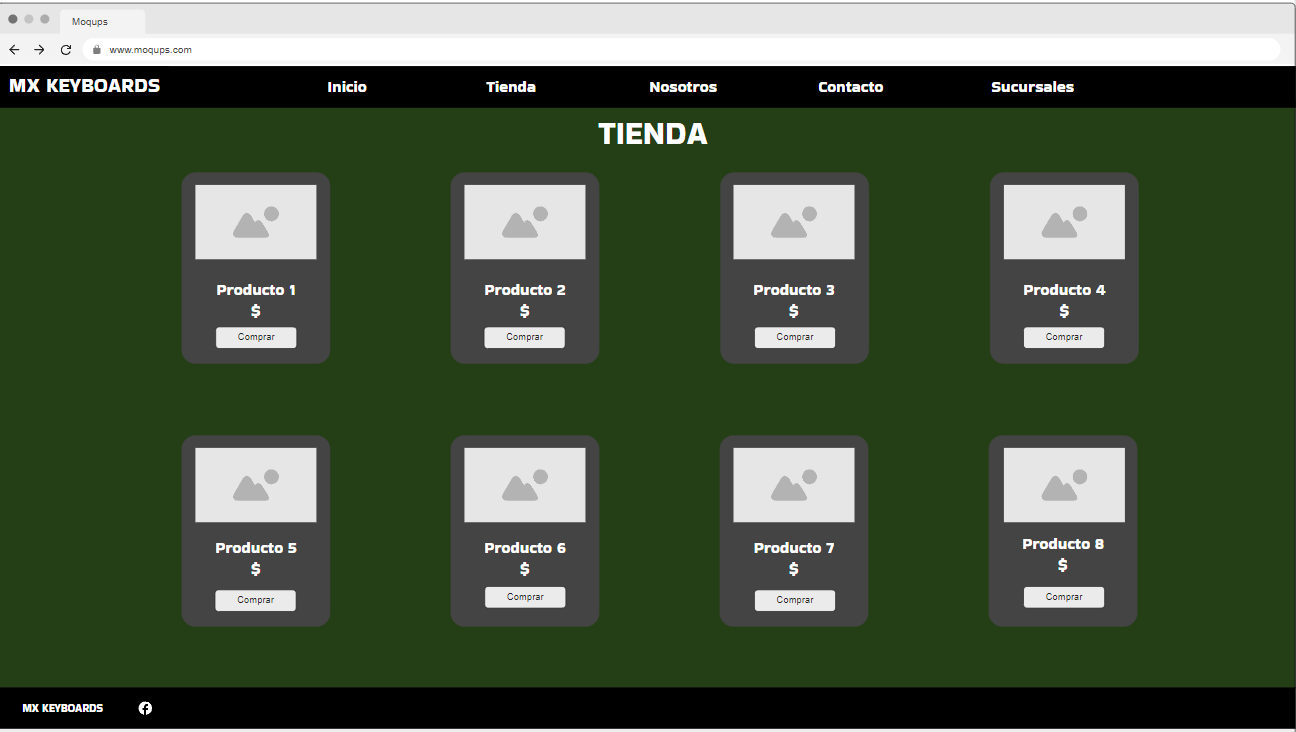 Moqups
www.moqups.com
MX KEYBOARDS Inicio Tienda Nosotros Contacto Sucursales
TIENDA
Producto 1 Producto 2 Producto 3 Producto 4
$ $ $ $
Comprar Comprar Comprar Comprar
Producto 5 Producto 6 Producto 7 Producto 8
$ $ $ $
Comprar Comprar Comprar Comprar
MX KEYBOARDS